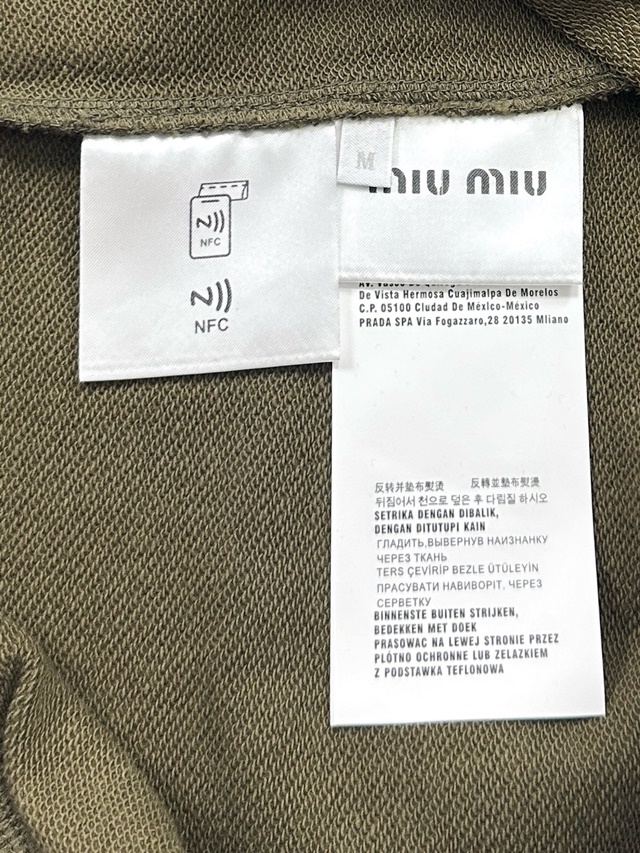 NFC
NFC
M
miu miu
De Vista Hermosa Cuajimalpa De Morelos
C.P. 05100 Cludad De México-México
PRADA SPA Via Fogazzaro,28 20135 Mliano
反转并垫布熨烫 反轉並墊布熨燙
뒤집어서 천으로 덮은 후 다림질 하시오
SETRIKA DENGAN DIBALIK,
DENGAN DITUTUPI KAIN
ГЛАДИТЬ,ВЫВЕРНУВ НАИЗНАНКУ
ЧЕРЕЗ ТКАНЬ
TERS ÇEVİRİP BEZLE ÜTÜLEYİN
ПРАСУВАТИ НАВИВОРІТ, ЧЕРЕЗ
СЕРВЕТКУ
BINNENSTE BUITEN STRIJKEN,
BEDEKKEN MET DOEK
PRASOWAC NA LEWEJ STRONIE PRZEZ
PLÓTNO OCHRONNE LUB ZELAZKIEM
Z PODSTAWKA TEFLONOWA